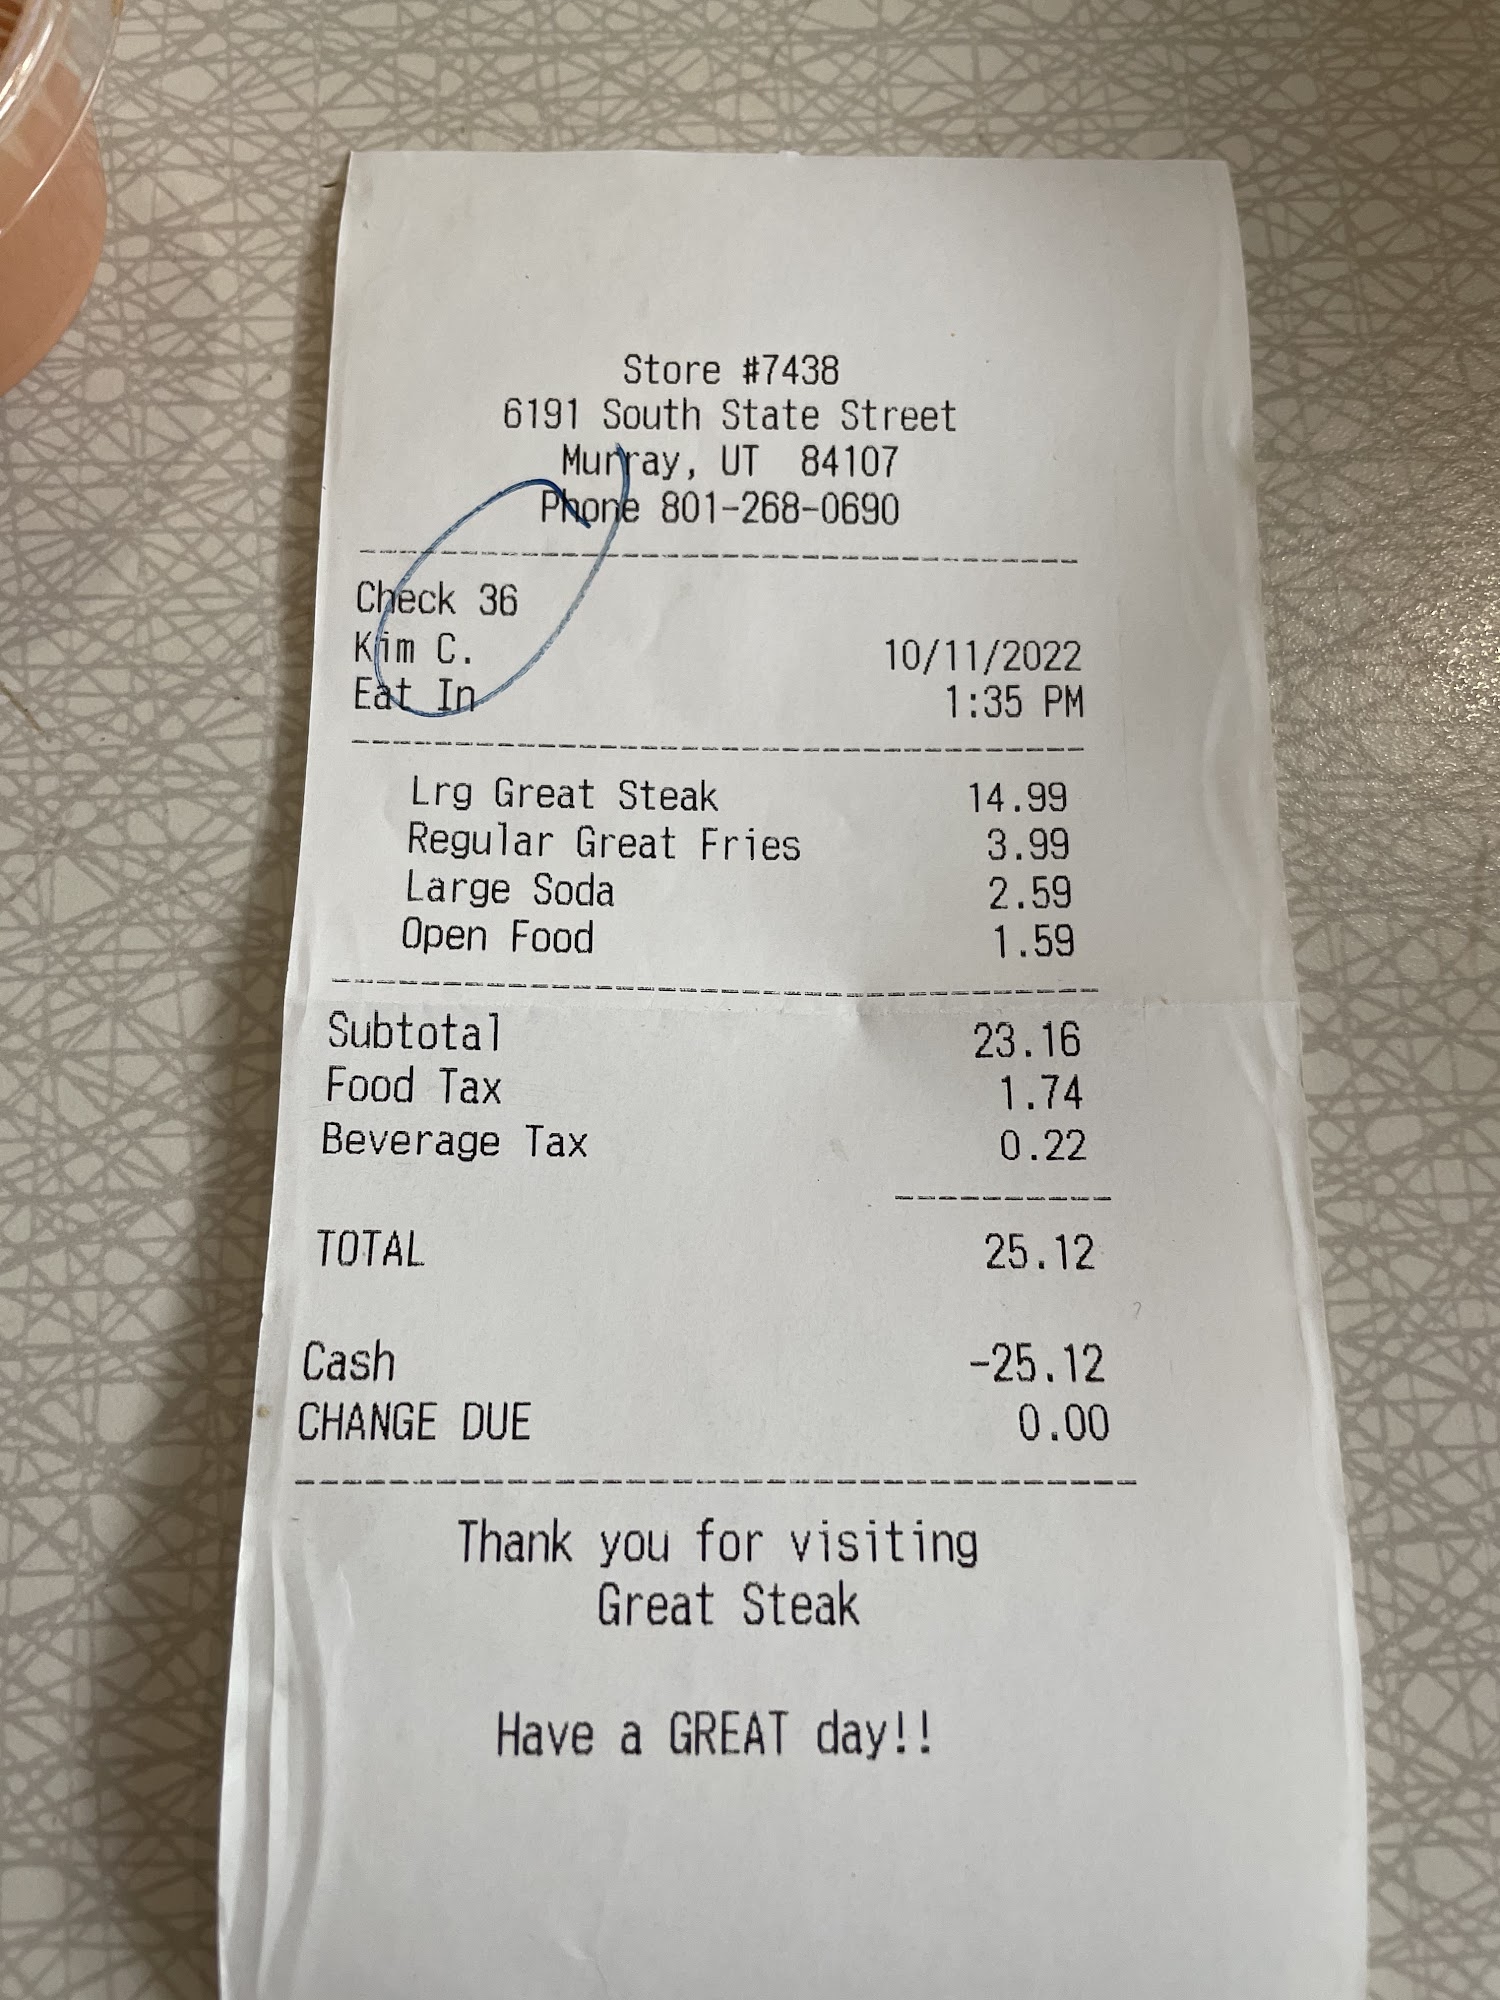 Store #7438
6191 South State Street
Murray, UT 84107
Phone 801-268-0690
Check 36
Kim C. 10/11/2022
Eat In 1:35 PM
Lrg Great Steak 14.99
Regular Great Fries 3.99
Large Soda 2.59
Open Food 1.59
Subtotal 23.16
Food Tax 1.74
Beverage Tax 0.22
TOTAL 25.12
Cash -25.12
CHANGE DUE 0.00
Thank you for visiting
Great Steak
Have a GREAT day!!